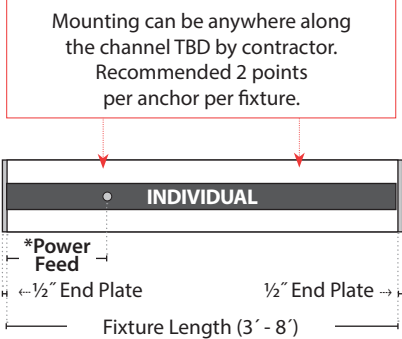 Mounting can be anywhere along
the channel TBD by contractor.
Recommended 2 points
per anchor per fixture.
INDIVIDUAL
*Power
Feed
←½˝ End Plate
½˝ End Plate→
Fixture Length (3´ - 8´)